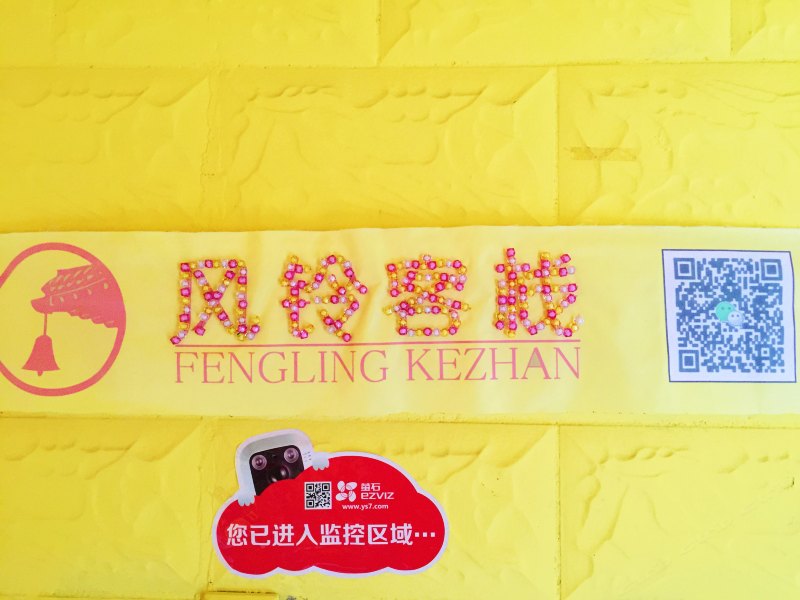 风铃客栈
FENGLING KEZHAN
萤石
ezviz
www.ys7.com
您已进入监控区域…